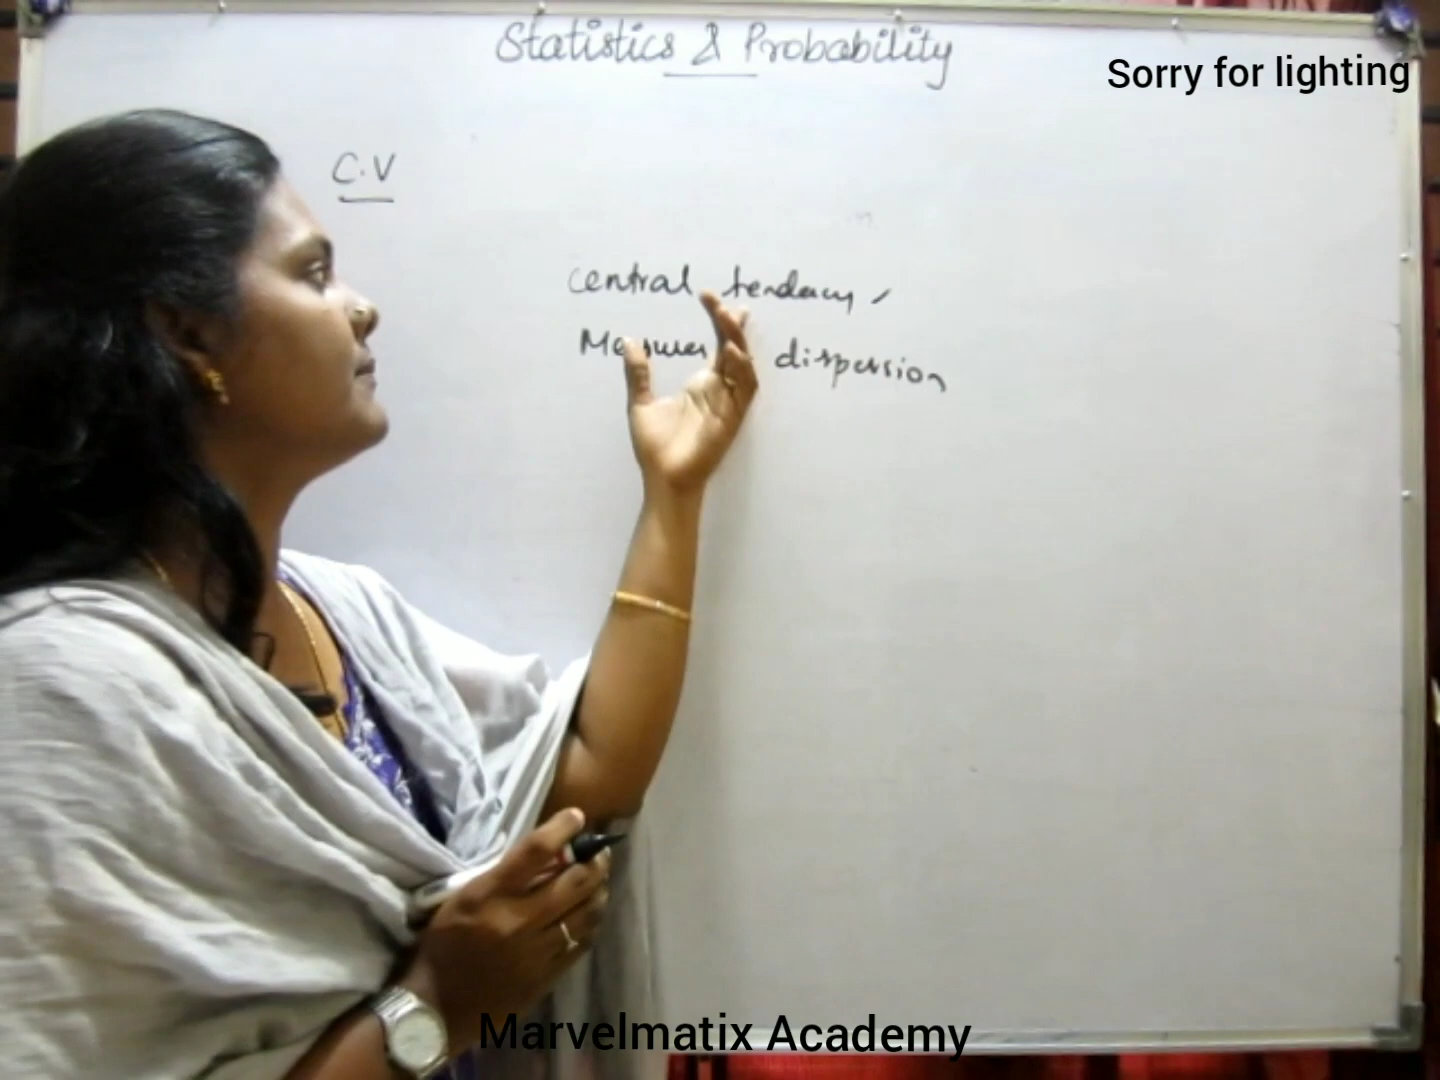 Statistics & Probability
Sorry for lighting
C.V
Central tendency
dispersion
Marvelmatix Academy